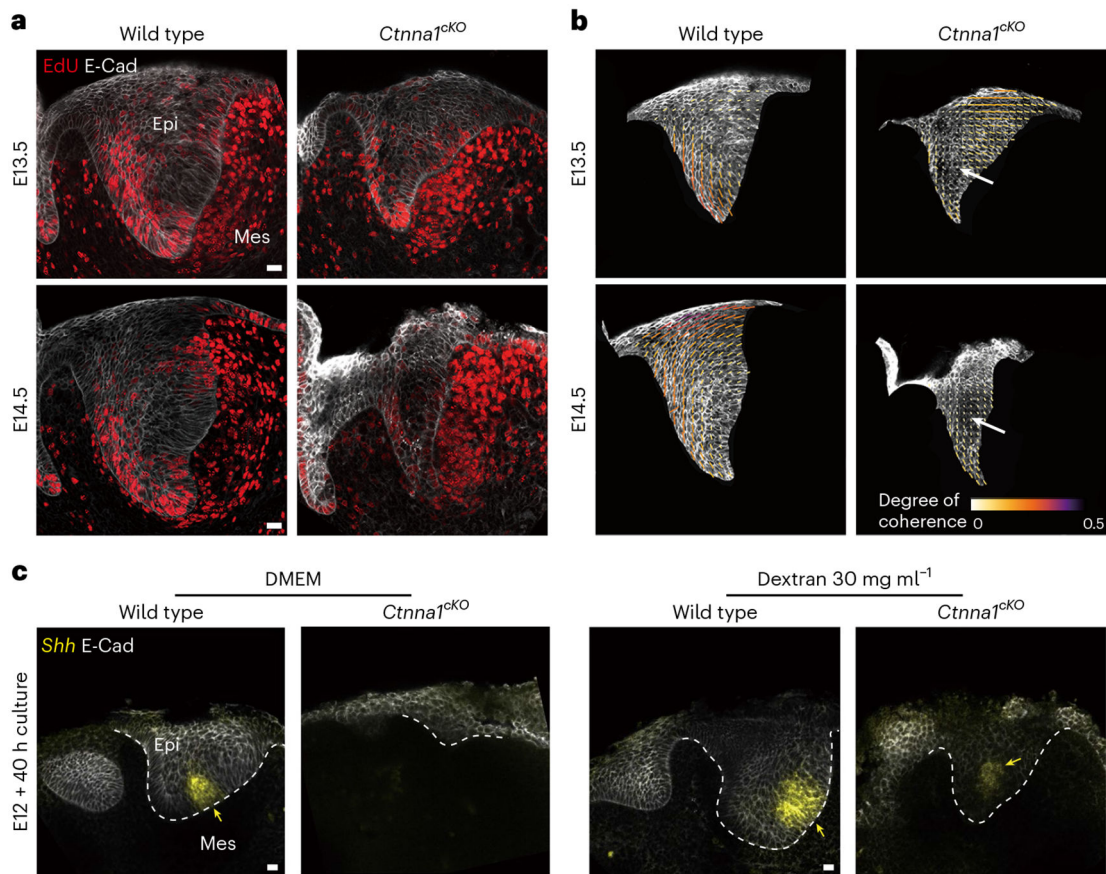 a
Wild type
Ctnna1cKO
EdU E-Cad
Epi
Mes
E13.5
E14.5
b
Wild type
Ctnna1cKO
E13.5
E14.5
Degree of
coherence
0
0.5
c
DMEM
Wild type
Ctnna1cKO
Dextran 30 mg ml−1
Wild type
Ctnna1cKO
Shh E-Cad
Epi
Mes
E12 + 40 h culture